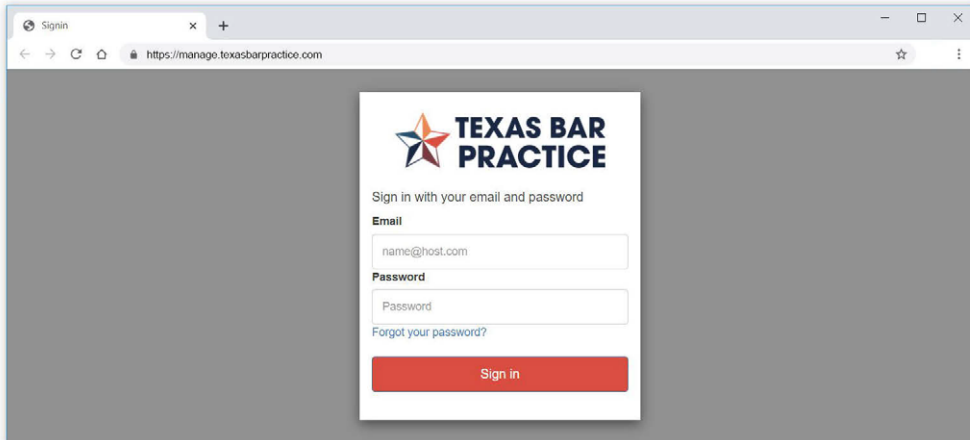 Signin
https://manage.texasbarpractice.com
TEXAS BAR
PRACTICE
Sign in with your email and password
Email
name@host.com
Password
Password
Forgot your password?
Sign in